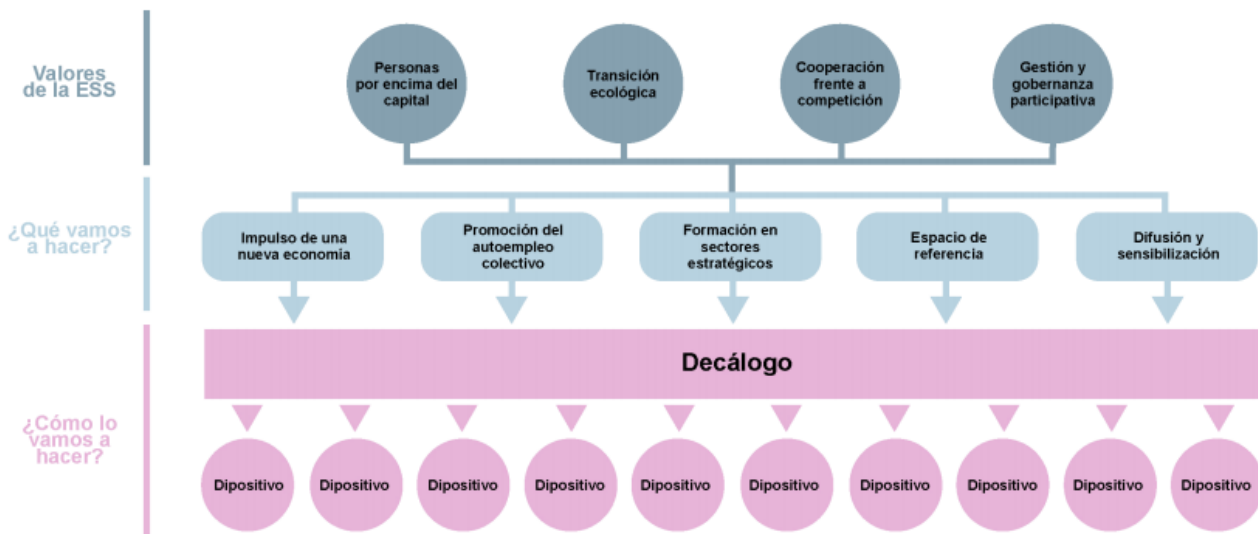 Valores
de la ESS
Personas
por encima del
capital
Transición
ecológica
Cooperación
frente a
competición
Gestión y
gobernanza
participativa
¿Qué vamos
a hacer?
Impulso de una
nueva economía
Promoción del
autoempleo
colectivo
Formación en
sectores
estratégicos
Espacio de
referencia
Difusión y
sensibilización
¿Cómo lo
vamos a
hacer?
Decálogo
Dipositivo
Dipositivo
Dipositivo
Dipositivo
Dipositivo
Dipositivo
Dipositivo
Dipositivo
Dipositivo
Dipositivo